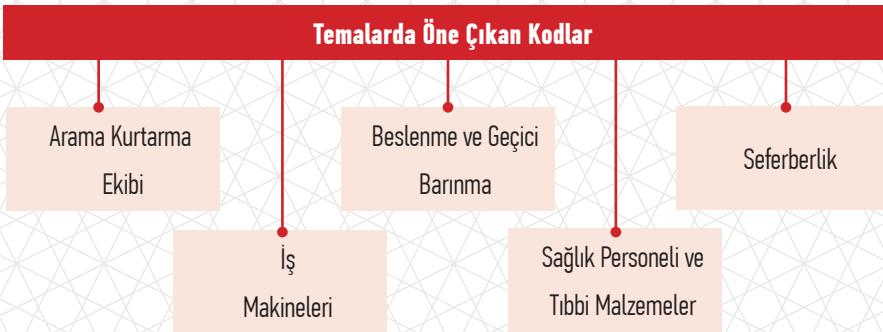 Temalarda Öne Çıkan Kodlar
Arama Kurtarma
Ekibi
İş
Makineleri
Beslenme ve Geçici
Barınma
Sağlık Personeli ve
Tıbbi Malzemeler
Seferberlik